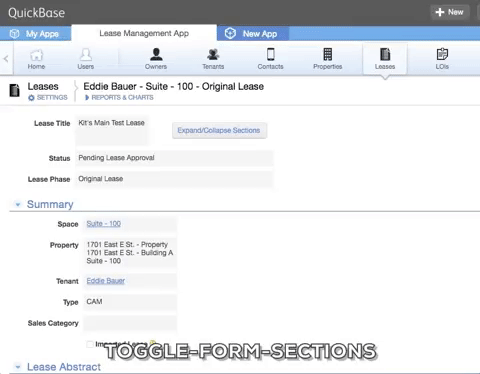 QuickBase
+ New
My Apps
Lease Management App
New App
Home
Users
Owners
Tenants
Contacts
Properties
Leases
LOIs
Leases
Eddie Bauer - Suite - 100 - Original Lease
SETTINGS
REPORTS & CHARTS
Lease Title
Kit's Main Test Lease
Expand/Collapse Sections
Status
Pending Lease Approval
Lease Phase
Original Lease
Summary
Space
Suite - 100
Property
1701 East E St. - Property
1701 East E St. - Building A
Suite - 100
Tenant
Eddie Bauer
Type
CAM
Sales Category
TOGGLE-FORM-SECTIONS
Lease Abstract